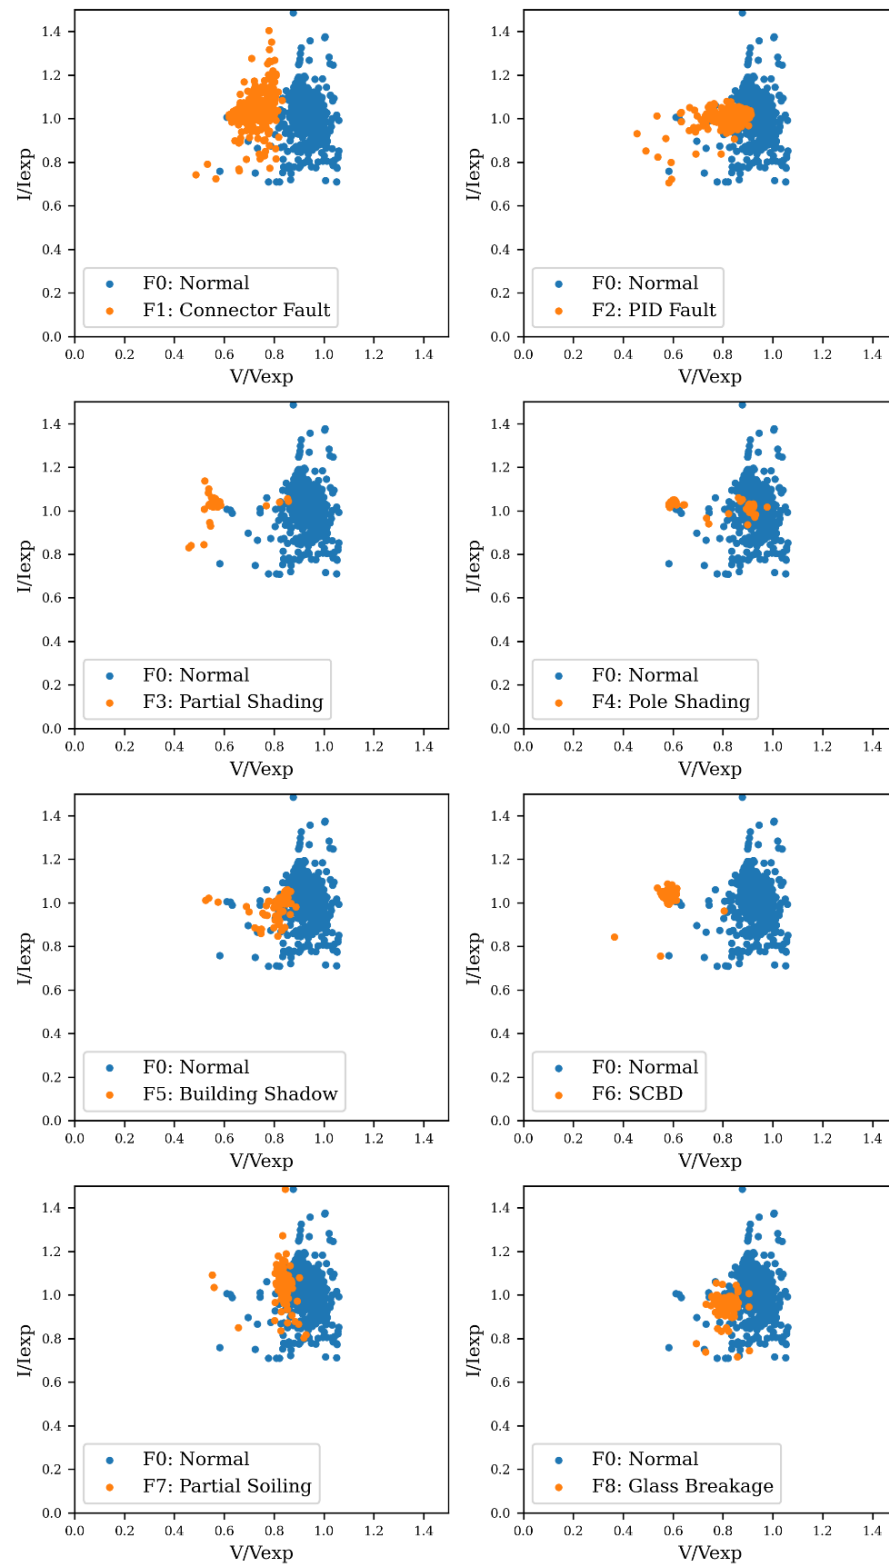 1.4
1.2
1.0
0.8
0.6
0.4
0.2
0.0
I/Iexp
F0: Normal
F1: Connector Fault
0.0 0.2 0.4 0.6 0.8 1.0 1.2 1.4
V/Vexp
1.4
1.2
1.0
0.8
0.6
0.4
0.2
0.0
I/Iexp
F0: Normal
F2: PID Fault
0.0 0.2 0.4 0.6 0.8 1.0 1.2 1.4
V/Vexp
1.4
1.2
1.0
0.8
0.6
0.4
0.2
0.0
I/Iexp
F0: Normal
F3: Partial Shading
0.0 0.2 0.4 0.6 0.8 1.0 1.2 1.4
V/Vexp
1.4
1.2
1.0
0.8
0.6
0.4
0.2
0.0
I/Iexp
F0: Normal
F4: Pole Shading
0.0 0.2 0.4 0.6 0.8 1.0 1.2 1.4
V/Vexp
1.4
1.2
1.0
0.8
0.6
0.4
0.2
0.0
I/Iexp
F0: Normal
F5: Building Shadow
0.0 0.2 0.4 0.6 0.8 1.0 1.2 1.4
V/Vexp
1.4
1.2
1.0
0.8
0.6
0.4
0.2
0.0
I/Iexp
F0: Normal
F6: SCBD
0.0 0.2 0.4 0.6 0.8 1.0 1.2 1.4
V/Vexp
1.4
1.2
1.0
0.8
0.6
0.4
0.2
0.0
I/Iexp
F0: Normal
F7: Partial Soiling
0.0 0.2 0.4 0.6 0.8 1.0 1.2 1.4
V/Vexp
1.4
1.2
1.0
0.8
0.6
0.4
0.2
0.0
I/Iexp
F0: Normal
F8: Glass Breakage
0.0 0.2 0.4 0.6 0.8 1.0 1.2 1.4
V/Vexp